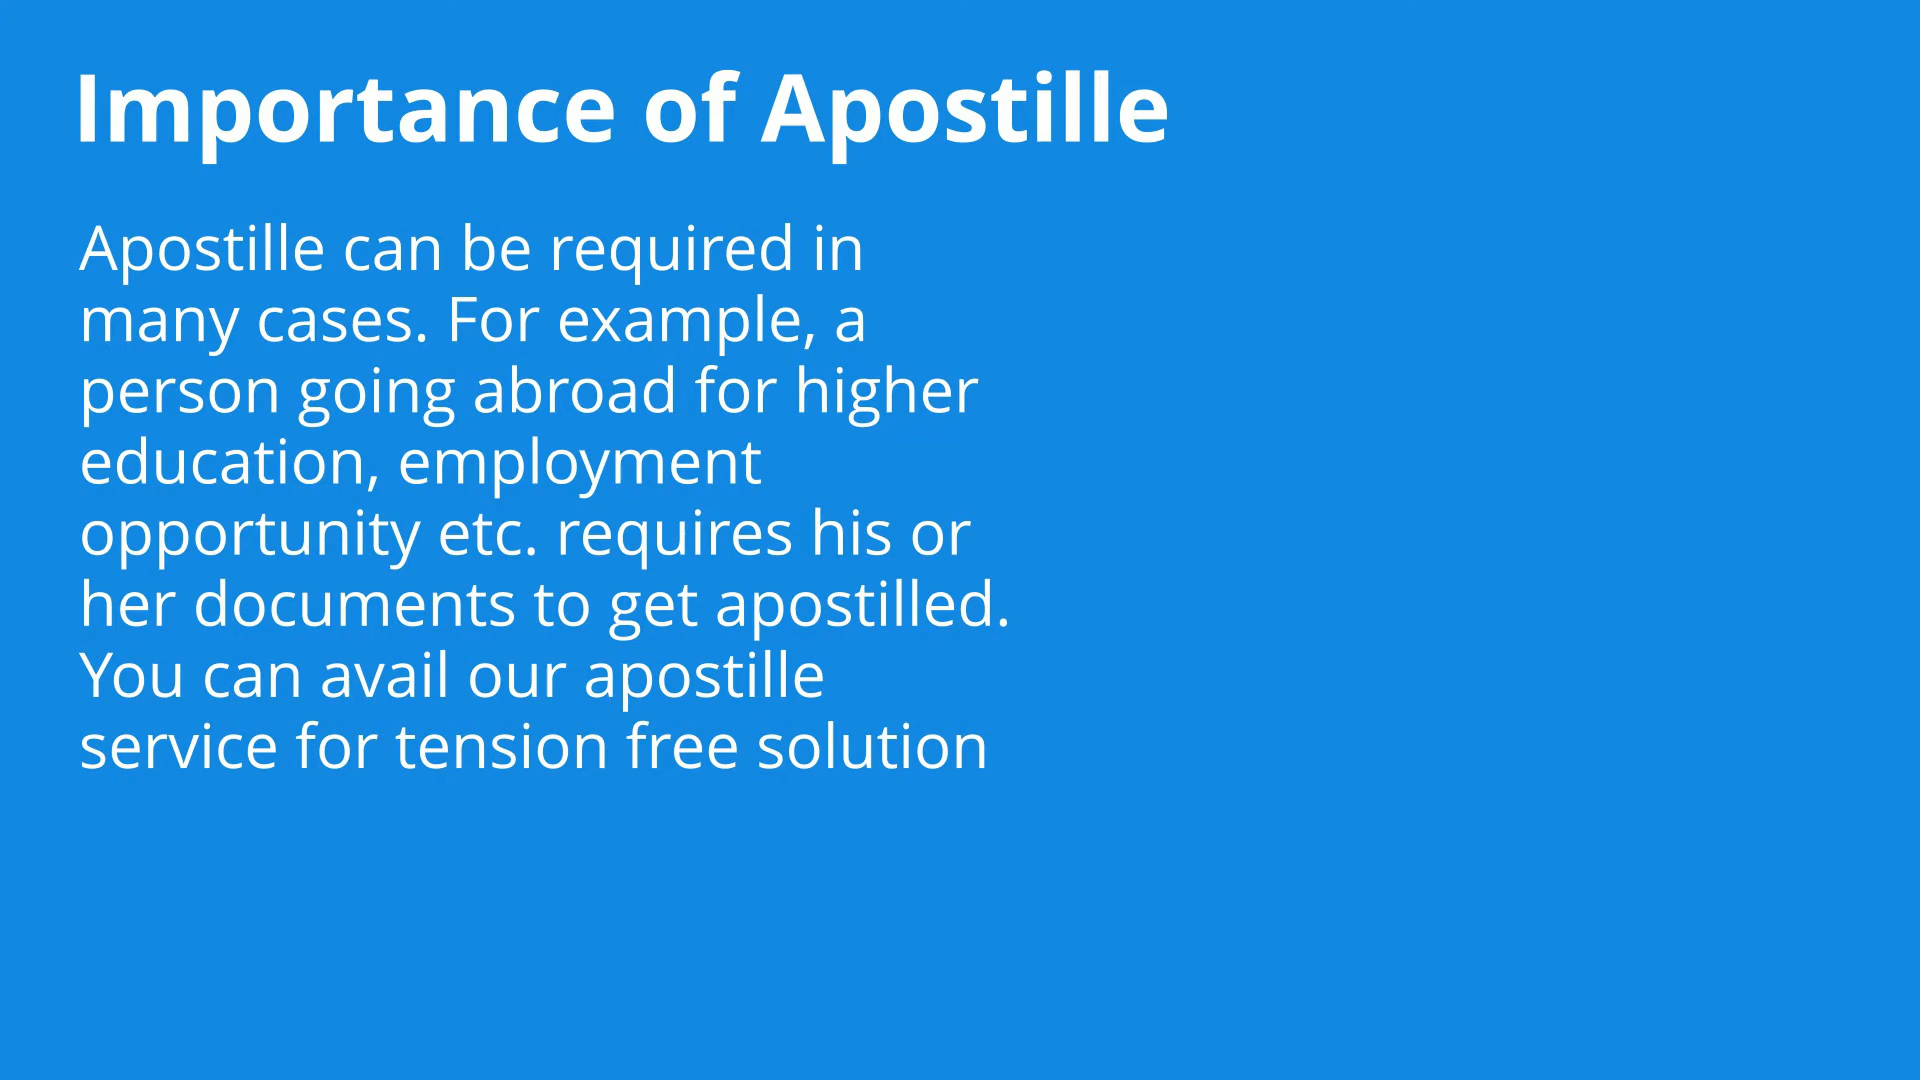 Importance of Apostille
Apostille can be required in
many cases. For example, a
person going abroad for higher
education, employment
opportunity etc. requires his or
her documents to get apostilled.
You can avail our apostille
service for tension free solution